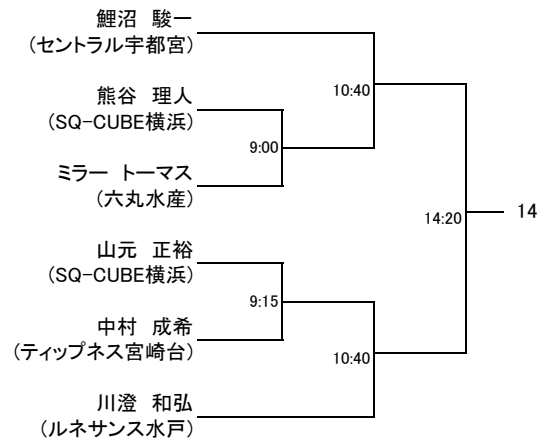 鯉沼　駿一
（セントラル宇都宮）
10:40
熊谷　理人
（SQ-CUBE横浜）
9:00
ミラー　トーマス
（六丸水産）
14:20
14
山元　正裕
（SQ-CUBE横浜）
9:15
中村　成希
（ティップネス宮崎台）
10:40
川澄　和弘
（ルネサンス水戸）